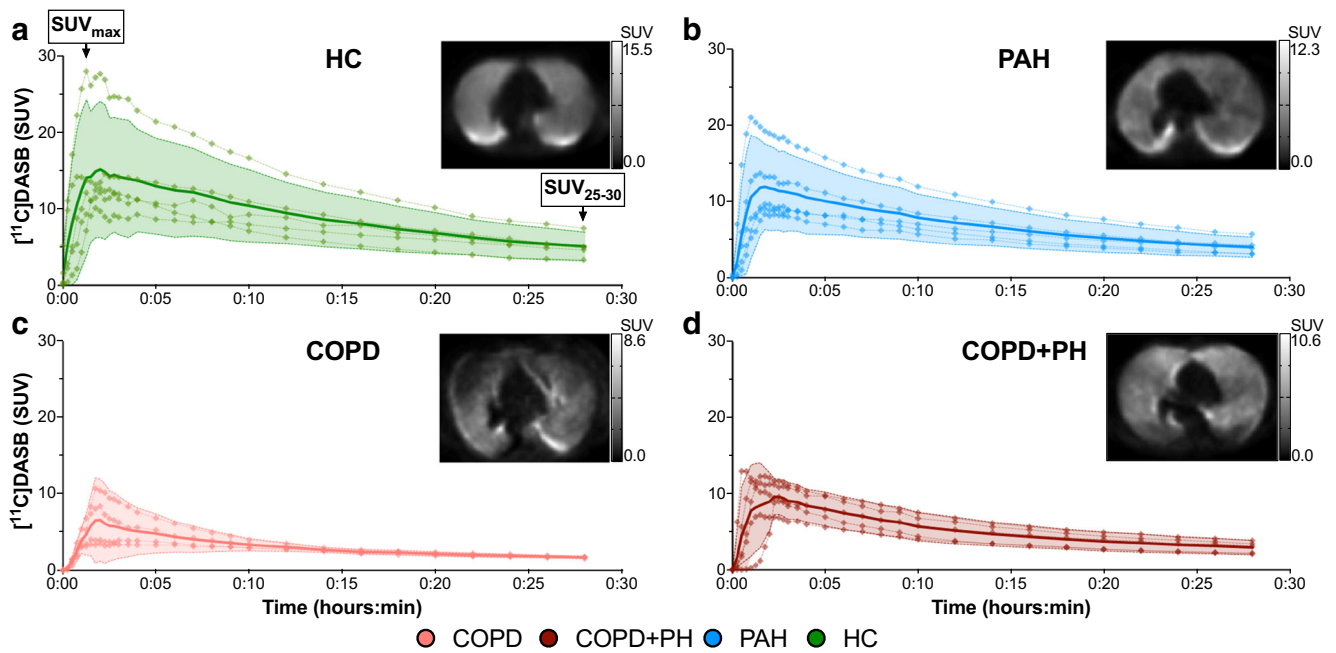 a
SUVmax
HC
SUV
15.5
0.0
SUV25-30
[11C]DASB (SUV)
30
20
10
0
0:00 0:05 0:10 0:15 0:20 0:25 0:30
b
PAH
SUV
12.3
0.0
30
20
10
0
0:00 0:05 0:10 0:15 0:20 0:25 0:30
c
COPD
SUV
8.6
0.0
[11C]DASB (SUV)
30
20
10
0
0:00 0:05 0:10 0:15 0:20 0:25 0:30
Time (hours:min)
d
COPD+PH
SUV
10.6
0.0
30
20
10
0
0:00 0:05 0:10 0:15 0:20 0:25 0:30
Time (hours:min)
COPD COPD+PH PAH HC